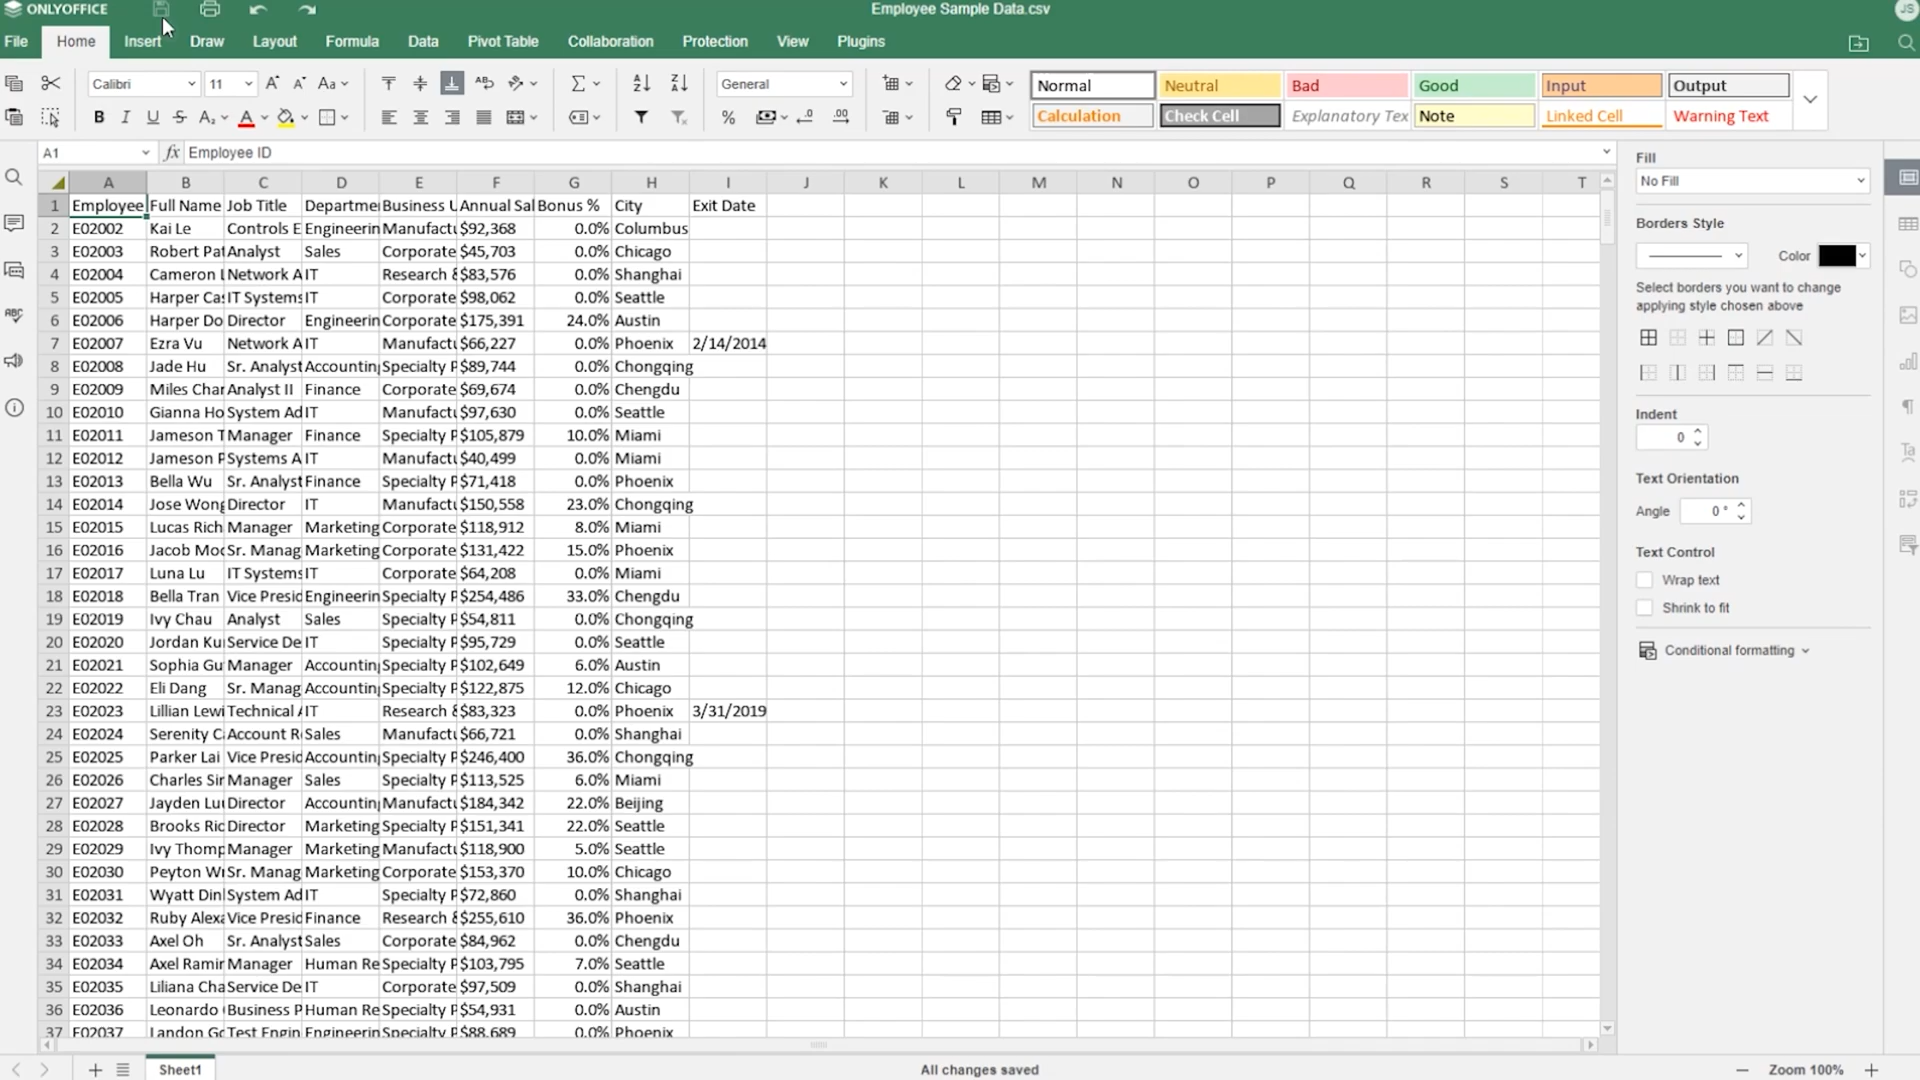 ONLYOFFICE Employee Sample Data.csv JS
File Home Insert Draw Layout Formula Data Pivot Table Collaboration Protection View Plugins
Calibri 11 Aa General Normal Neutral Bad Good Input Output
B I U S A A % Calculation Check Cell Explanatory Tex Note Linked Cell Warning Text
A1 fx Employee ID
A B C D E F G H I J K L M N O P Q R S T
1 Employee Full Name Job Title Departme Business U Annual Sal Bonus % City Exit Date
2 E02002 Kai Le Controls E Engineerin Manufactu $92,368 0.0% Columbus
3 E02003 Robert Pat Analyst Sales Corporate $45,703 0.0% Chicago
4 E02004 Cameron L Network A IT Research & $83,576 0.0% Shanghai
5 E02005 Harper Cas IT Systems IT Corporate $98,062 0.0% Seattle
6 E02006 Harper Do Director Engineerin Corporate $175,391 24.0% Austin
7 E02007 Ezra Vu Network A IT Manufactu $66,227 0.0% Phoenix 2/14/2014
8 E02008 Jade Hu Sr. Analyst Accounting Specialty P $89,744 0.0% Chongqing
9 E02009 Miles Char Analyst II Finance Corporate $69,674 0.0% Chengdu
10 E02010 Gianna Ho System Ad IT Manufactu $97,630 0.0% Seattle
11 E02011 Jameson T Manager Finance Specialty P $105,879 10.0% Miami
12 E02012 Jameson P Systems A IT Manufactu $40,499 0.0% Miami
13 E02013 Bella Wu Sr. Analyst Finance Specialty P $71,418 0.0% Phoenix
14 E02014 Jose Wong Director IT Manufactu $150,558 23.0% Chongqing
15 E02015 Lucas Rich Manager Marketing Corporate $118,912 8.0% Miami
16 E02016 Jacob Moo Sr. Manag Marketing Corporate $131,422 15.0% Phoenix
17 E02017 Luna Lu IT Systems IT Corporate $64,208 0.0% Miami
18 E02018 Bella Tran Vice Presid Engineerin Specialty P $254,486 33.0% Chengdu
19 E02019 Ivy Chau Analyst Sales Specialty P $54,811 0.0% Chongqing
20 E02020 Jordan Ku Service De IT Specialty P $95,729 0.0% Seattle
21 E02021 Sophia Gu Manager Accounting Specialty P $102,649 6.0% Austin
22 E02022 Eli Dang Sr. Manag Accounting Specialty P $122,875 12.0% Chicago
23 E02023 Lillian Lewi Technical A IT Research & $83,323 0.0% Phoenix 3/31/2019
24 E02024 Serenity C Account R Sales Manufactu $66,721 0.0% Shanghai
25 E02025 Parker Lai Vice Presid Accounting Specialty P $246,400 36.0% Chongqing
26 E02026 Charles Sir Manager Sales Specialty P $113,525 6.0% Miami
27 E02027 Jayden Luu Director Accounting Manufactu $184,342 22.0% Beijing
28 E02028 Brooks Ric Director Marketing Specialty P $151,341 22.0% Seattle
29 E02029 Ivy Thomp Manager Marketing Manufactu $118,900 5.0% Seattle
30 E02030 Peyton Wr Sr. Manag Marketing Corporate $153,370 10.0% Chicago
31 E02031 Wyatt Din System Ad IT Specialty P $72,860 0.0% Shanghai
32 E02032 Ruby Alexa Vice Presid Finance Research & $255,610 36.0% Phoenix
33 E02033 Axel Oh Sr. Analyst Sales Corporate $84,962 0.0% Chengdu
34 E02034 Axel Ramir Manager Human Re Specialty P $103,795 7.0% Seattle
35 E02035 Liliana Cha Service De IT Corporate $97,509 0.0% Shanghai
36 E02036 Leonardo Business P Human Re Specialty P $54,931 0.0% Austin
37 E02037 Landon Go Test Engin Engineerin Specialty P $88,689 0.0% Phoenix
Fill
No Fill
Borders Style
Color
Select borders you want to change
applying style chosen above
Indent
0
Text Orientation
Angle 0 °
Text Control
Wrap text
Shrink to fit
Conditional formatting
Sheet1 All changes saved Zoom 100%